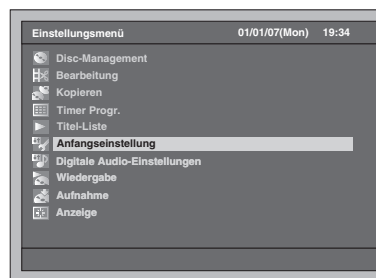 Einstellungsmenü 01/01/07(Mon) 19:34
Disc-Management
Bearbeitung
Kopieren
Timer Progr.
Titel-Liste
Anfangseinstellung
Digitale Audio-Einstellungen
Wiedergabe
Aufnahme
Anzeige